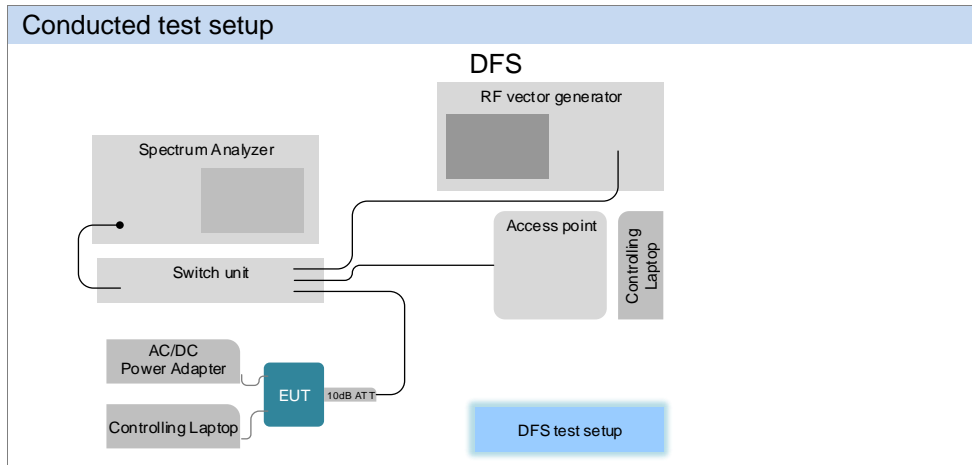 Conducted test setup
DFS
RF vector generator
Spectrum Analyzer
Access point
Controlling
Laptop
Switch unit
AC/DC
Power Adapter
EUT
10dB ATT
Controlling Laptop
DFS test setup